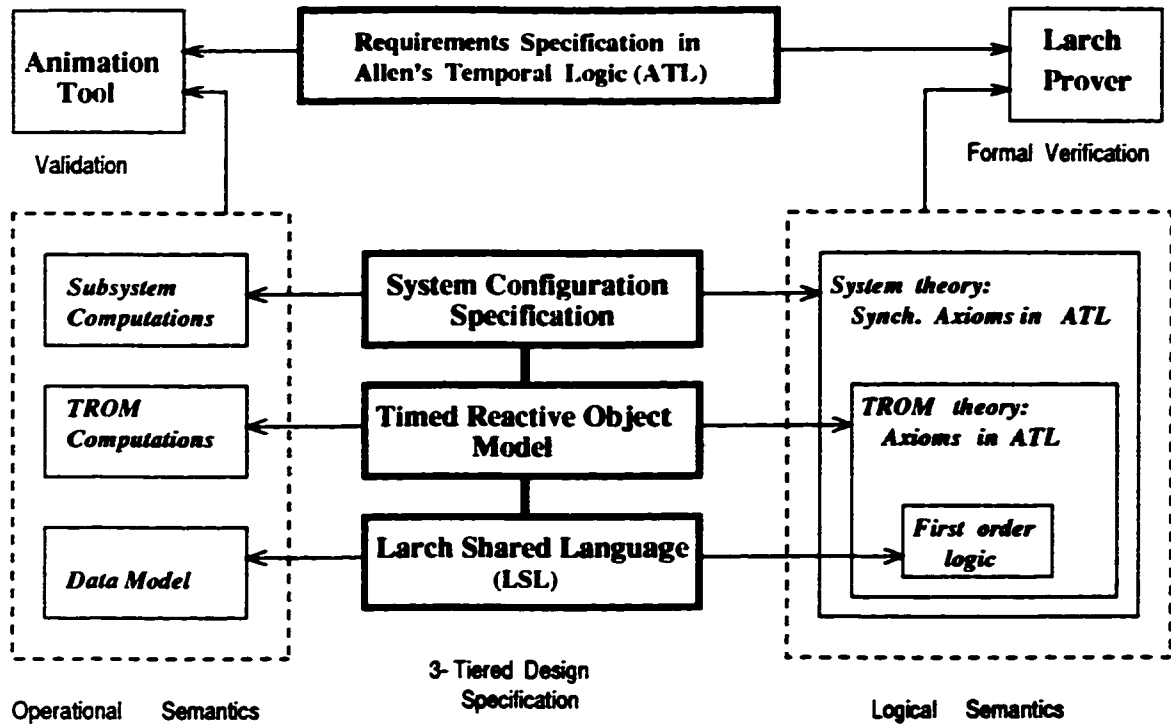 Animation
Tool
Requirements Specification in
Allen's Temporal Logic (ATL)
Larch
Prover
Validation
Formal Verification
Subsystem
Computations
System Configuration
Specification
System theory:
Synch. Axioms in ATL
TROM
Computations
Timed Reactive Object
Model
TROM theory:
Axioms in ATL
Data Model
Larch Shared Language
(LSL)
First order
logic
3- Tiered Design
Specification
Operational Semantics
Logical Semantics